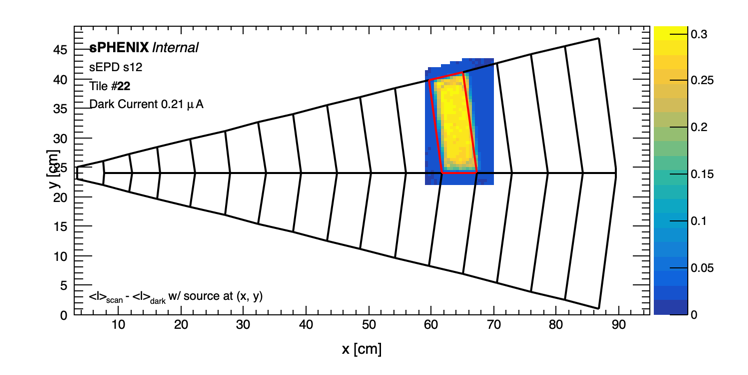 sPHENIX Internal
sEPD s12
Tile #22
Dark Current 0.21 μA
<I>scan - <I>dark w/ source at (x, y)
y [cm]
45
40
35
30
25
20
15
10
5
0
10 20 30 40 50 60 70 80 90
x [cm]
0.3
0.25
0.2
0.15
0.1
0.05
0